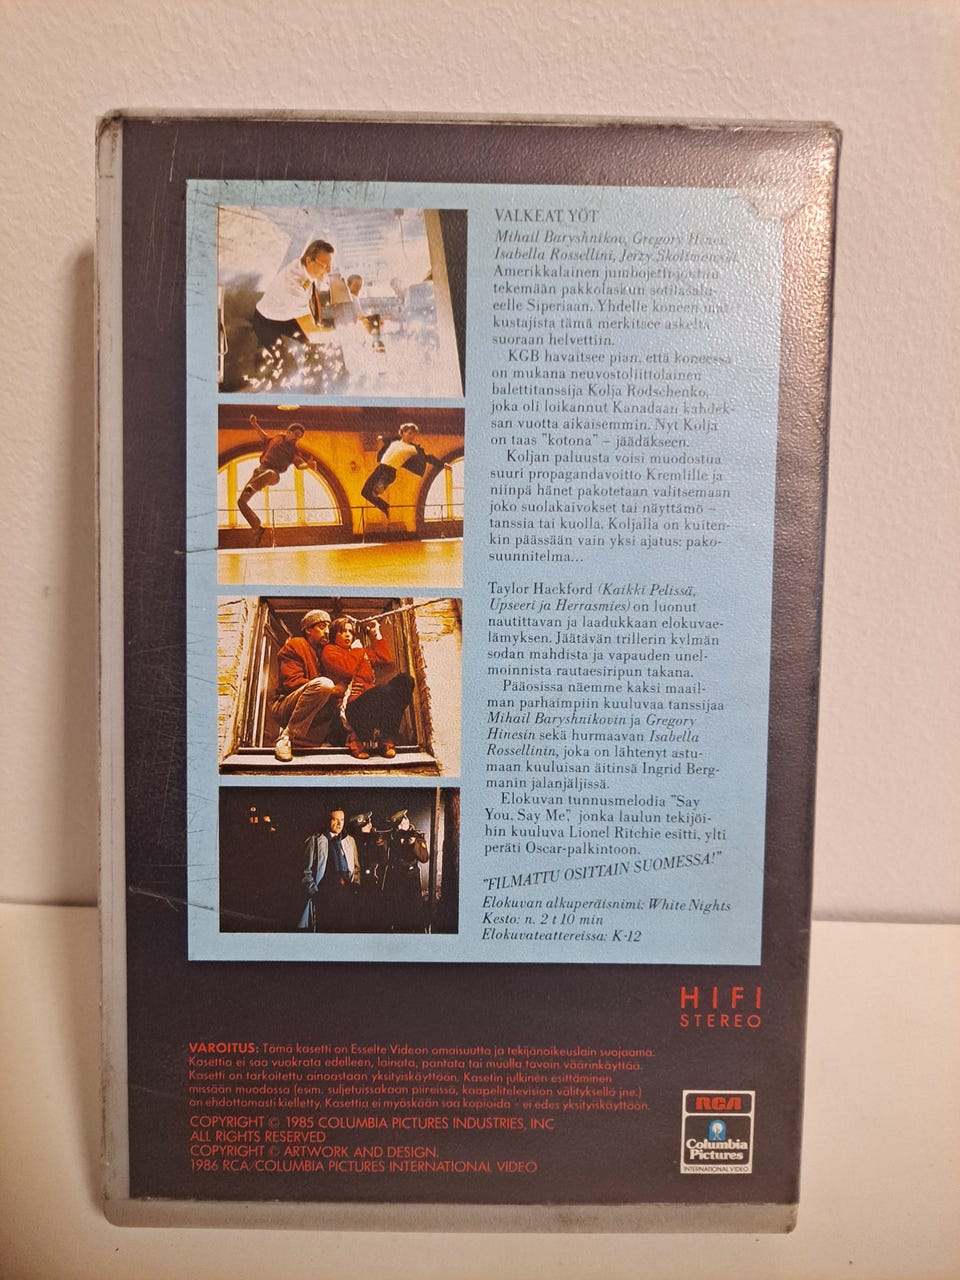 VALKEAT YÖT
Mihail Baryshnikov, Gregory Hines,
Isabella Rossellini, Jerzy Skolimowski.
Amerikkalainen jumbojetti joutuu
tekemään pakkolaskun sotilasalu-
eelle Siperiaan. Yhdelle koneen mat-
kustajista tämä merkitsee askelta
suoraan helvettiin.
KGB havaitsee pian, että koneessa
on mukana neuvostoliittolainen
balettitanssija Kolja Rodschenko,
joka oli loikannut Kanadaan kahdek-
san vuotta aikaisemmin. Nyt Kolja
on taas "kotona" – jäädäkseen.
Koljan paluusta voisi muodostua
suuri propagandavoitto Kremlille ja
niinpä hänet pakotetaan valitsemaan
joko suolakaivokset tai näyttämö –
tanssia tai kuolla. Koljalla on kuiten-
kin päässään vain yksi ajatus: pako-
suunnitelma...
Taylor Hackford (Kaikki Pelissä,
Upseeri ja Herrasmies) on luonut
nautittavan ja laadukkaan elokuvae-
lämyksen. Jäätävän trillerin kylmän
sodan mahdista ja vapauden unel-
moinnista rautaesiripun takana.
Pääosissa näemme kaksi maail-
man parhaimpiin kuuluvaa tanssijaa
Mihail Baryshnikovin ja Gregory
Hinesin sekä hurmaavan Isabella
Rossellinin, joka on lähtenyt astu-
maan kuuluisan äitinsä Ingrid Berg-
manin jalanjäljissä.
Elokuvan tunnusmelodia "Say
You, Say Me", jonka laulun tekijöi-
hin kuuluva Lionel Ritchie esitti, ylti
peräti Oscar-palkintoon.
"FILMATTU OSITTAIN SUOMESSA!"
Elokuvan alkuperäisnimi: White Nights
Kesto: n. 2 t 10 min
Elokuvateattereissa: K-12
HIFI
STEREO
VAROITUS: Tämä kasetti on Esselte Videon omaisuutta ja tekijänoikeuslain suojaama.
Kasettia ei saa vuokrata edelleen, lainata, pantata tai muulla tavoin väärinkäyttää.
Kasetti on tarkoitettu ainoastaan yksityiskäyttöön. Kasetin julkinen esittäminen
missään muodossa (esim. suljetuissakaan piireissä, kaapelitelevision välityksellä jne.)
on ehdottomasti kielletty. Kasettia ei myöskään saa kopioida - ei edes yksityiskäyttöön.
COPYRIGHT © 1985 COLUMBIA PICTURES INDUSTRIES, INC
ALL RIGHTS RESERVED
COPYRIGHT © ARTWORK AND DESIGN.
1986 RCA/COLUMBIA PICTURES INTERNATIONAL VIDEO
RCA
Columbia
Pictures
INTERNATIONAL VIDEO